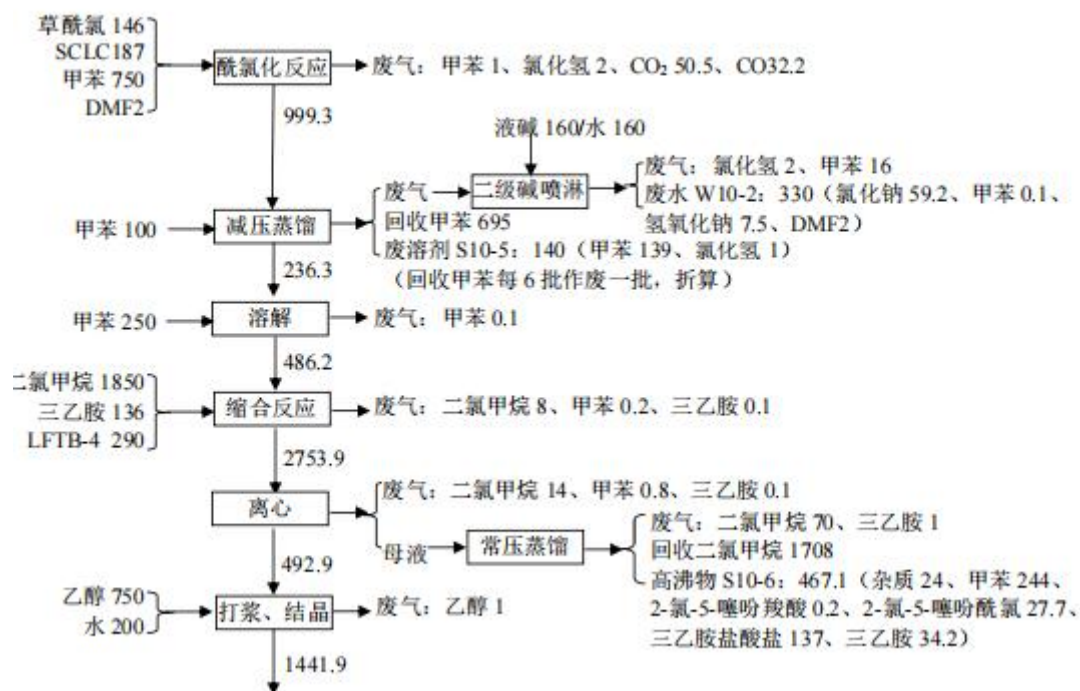 草酰氯 146
SCLC187
甲苯 750
DMF2
酰氯化反应
废气：甲苯 1、氯化氢 2、CO₂ 50.5、CO32.2
999.3
液碱 160/水 160
甲苯 100
减压蒸馏
废气
二级碱喷淋
废气：氯化氢 2、甲苯 16
废水 W10-2：330（氯化钠 59.2、甲苯 0.1、
氢氧化钠 7.5、DMF2）
回收甲苯 695
废溶剂 S10-5：140（甲苯 139、氯化氢 1）
（回收甲苯每 6 批作废一批，折算）
236.3
甲苯 250
溶解
废气：甲苯 0.1
486.2
二氯甲烷 1850
三乙胺 136
LFTB-4 290
缩合反应
废气：二氯甲烷 8、甲苯 0.2、三乙胺 0.1
2753.9
离心
废气：二氯甲烷 14、甲苯 0.8、三乙胺 0.1
母液
常压蒸馏
废气：二氯甲烷 70、三乙胺 1
回收二氯甲烷 1708
高沸物 S10-6：467.1（杂质 24、甲苯 244、
2-氯-5-噻吩羧酸 0.2、2-氯-5-噻吩酰氯 27.7、
三乙胺盐酸盐 137、三乙胺 34.2）
492.9
乙醇 750
水 200
打浆、结晶
废气：乙醇 1
1441.9